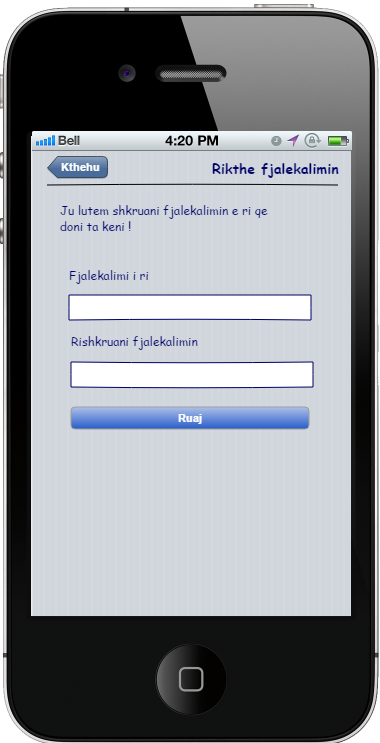 Bell 4:20 PM
Kthehu Rikthe fjalekalimin
Ju lutem shkruani fjalekalimin e ri qe
doni ta keni !
Fjalekalimi i ri
Rishkruani fjalekalimin
Ruaj